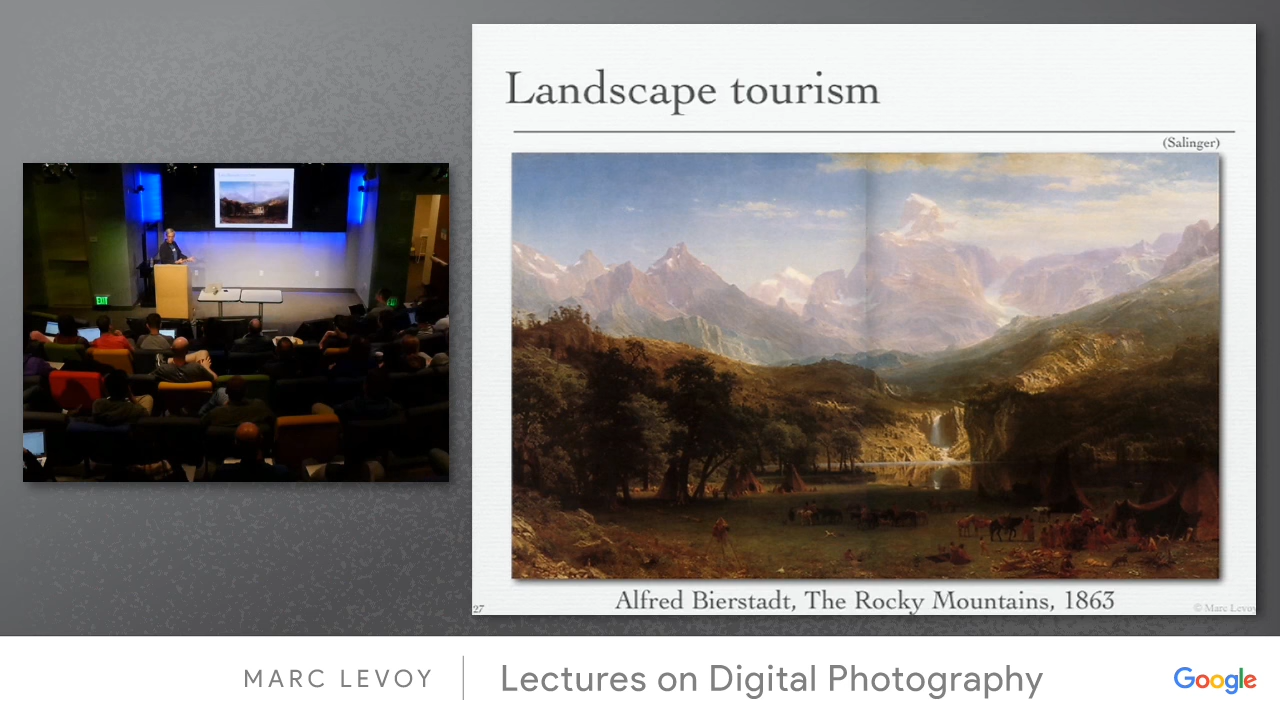 Landscape tourism
(Salinger)
EXIT
Alfred Bierstadt, The Rocky Mountains, 1863
27
© Marc Levoy
MARC LEVOY
Lectures on Digital Photography
Google